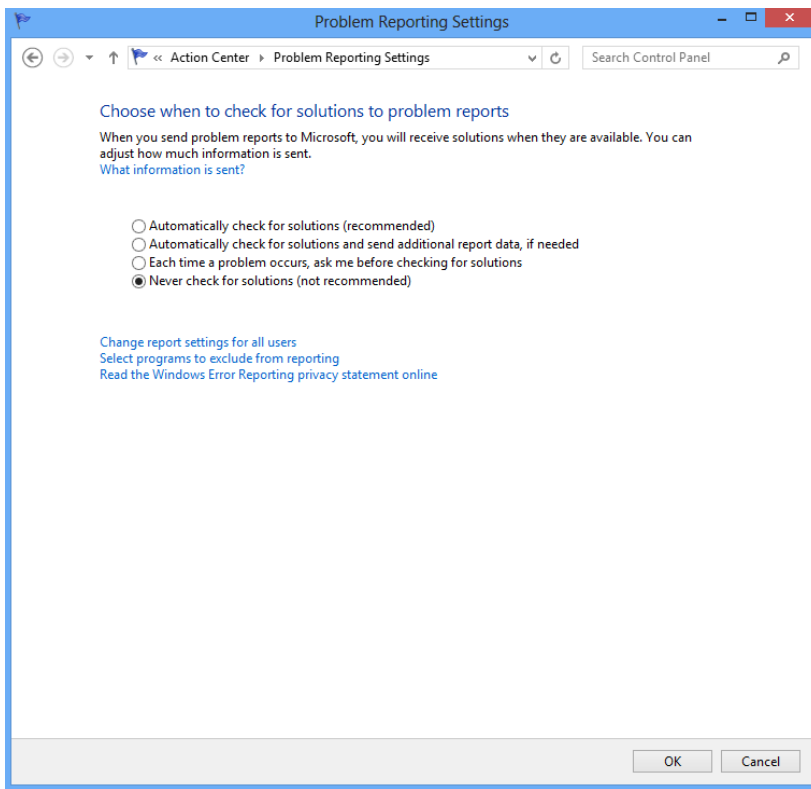 Problem Reporting Settings
« Action Center Problem Reporting Settings Search Control Panel
Choose when to check for solutions to problem reports
When you send problem reports to Microsoft, you will receive solutions when they are available. You can
adjust how much information is sent.
What information is sent?
Automatically check for solutions (recommended)
Automatically check for solutions and send additional report data, if needed
Each time a problem occurs, ask me before checking for solutions
Never check for solutions (not recommended)
Change report settings for all users
Select programs to exclude from reporting
Read the Windows Error Reporting privacy statement online
OK Cancel